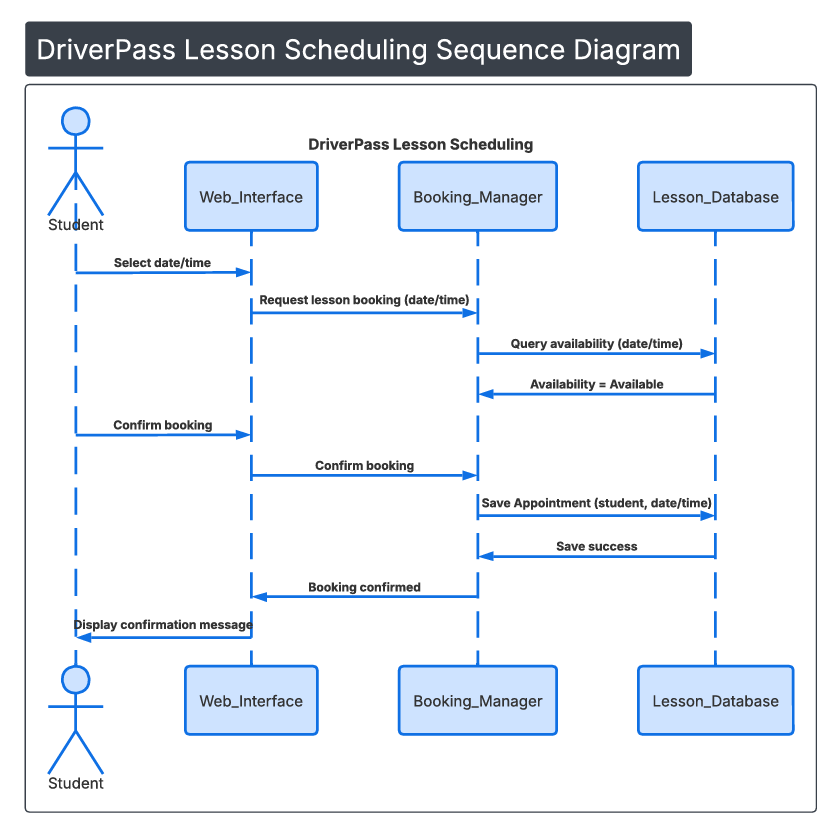 DriverPass Lesson Scheduling Sequence Diagram
DriverPass Lesson Scheduling
Student
Web_Interface
Booking_Manager
Lesson_Database
Select date/time
Request lesson booking (date/time)
Query availability (date/time)
Availability = Available
Confirm booking
Confirm booking
Save Appointment (student, date/time)
Save success
Booking confirmed
Display confirmation message
Student
Web_Interface
Booking_Manager
Lesson_Database